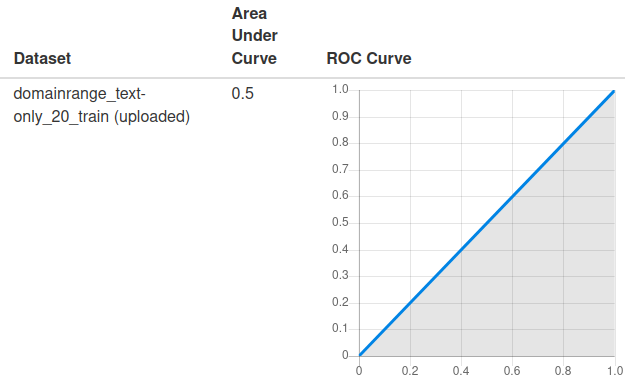 Area
Under
Dataset Curve ROC Curve
domainrange_text-
only_20_train (uploaded)
0.5
1.0
0.9
0.8
0.7
0.6
0.5
0.4
0.3
0.2
0.1
0
0 0.2 0.4 0.6 0.8 1.0